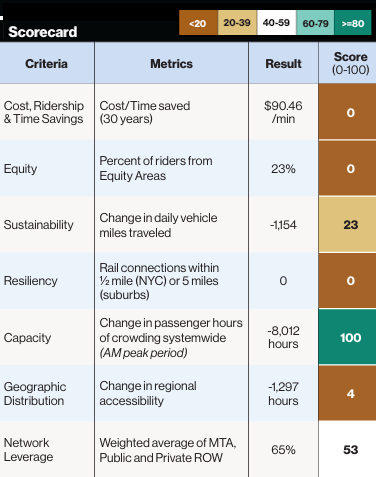 Scorecard
<20 20-39 40-59 60-79 >=80
Criteria Metrics Result Score
(0-100)
Cost, Ridership
& Time Savings
Cost/Time saved
(30 years)
$90.46
/min
0
Equity
Percent of riders from
Equity Areas
23%
0
Sustainability
Change in daily vehicle
miles traveled
-1,154
23
Resiliency
Rail connections within
½ mile (NYC) or 5 miles
(suburbs)
0
0
Capacity
Change in passenger hours
of crowding systemwide
(AM peak period)
-8,012
hours
100
Geographic
Distribution
Change in regional
accessibility
-1,297
hours
4
Network
Leverage
Weighted average of MTA,
Public and Private ROW
65%
53